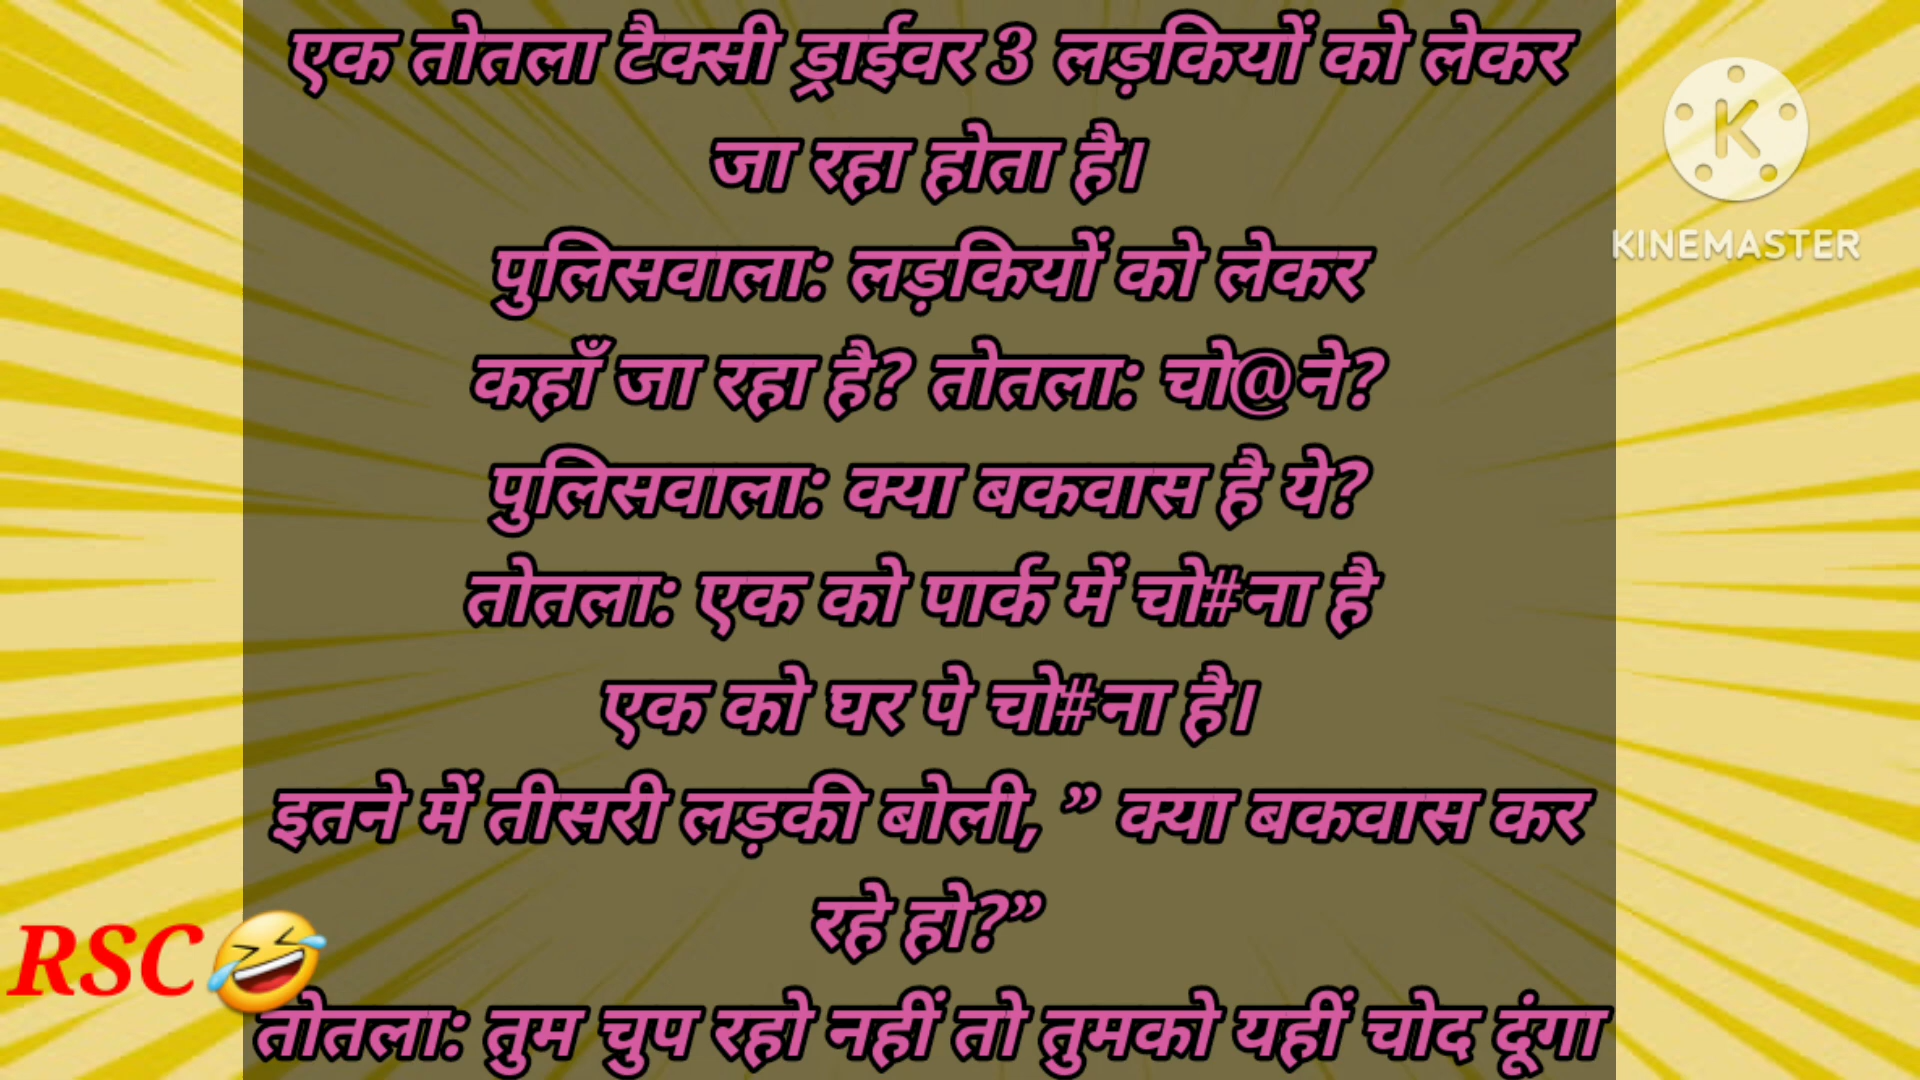 एक तोतला टैक्सी ड्राईवर 3 लड़कियों को लेकर
जा रहा होता है।
पुलिसवाला: लड़कियों को लेकर
कहाँ जा रहा है? तोतला: चो@ने?
पुलिसवाला: क्या बकवास है ये?
तोतला: एक को पार्क में चो#ना है
एक को घर पे चो#ना है।
इतने में तीसरी लड़की बोली, ” क्या बकवास कर
रहे हो?”
तोतला: तुम चुप रहो नहीं तो तुमको यहीं चोद दूंगा
K
KINEMASTER
RSC🤣